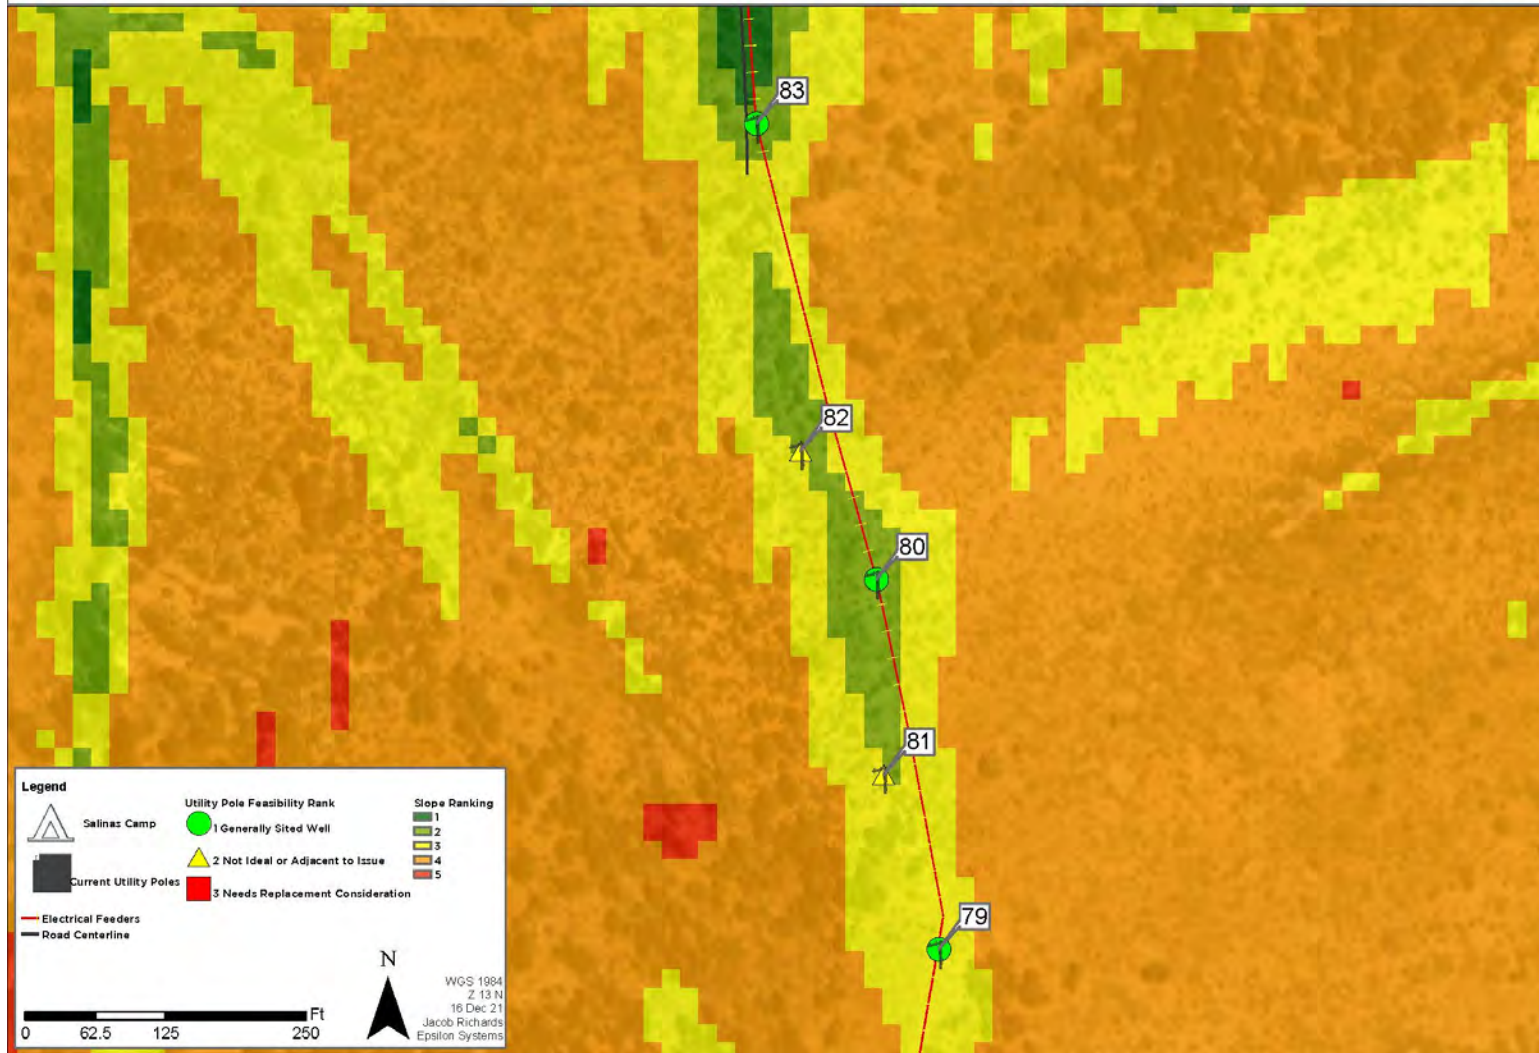 83
82
80
81
79
Legend
Salinas Camp
Current Utility Poles
Electrical Feeders
Road Centerline
Utility Pole Feasibility Rank
1 Generally Sited Well
2 Not Ideal or Adjacent to Issue
3 Needs Replacement Consideration
Slope Ranking
1
2
3
4
5
N
WGS 1984
Z 13 N
16 Dec 21
Jacob Richards
Epsilon Systems
Ft
0 62.5 125 250